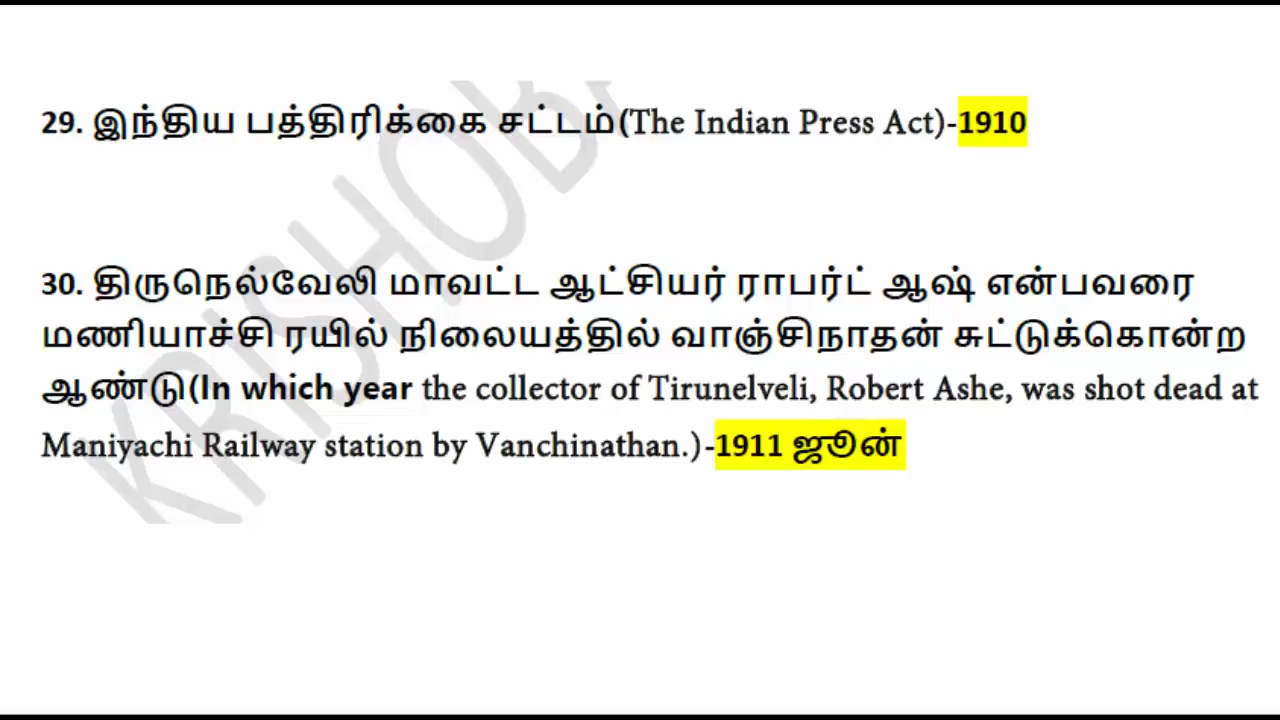 29. இந்திய பத்திரிக்கை சட்டம்(The Indian Press Act)-1910
30. திருநெல்வேலி மாவட்ட ஆட்சியர் ராபர்ட் ஆஷ் என்பவரை
மணியாச்சி ரயில் நிலையத்தில் வாஞ்சிநாதன் சுட்டுக்கொன்ற
ஆண்டு(In which year the collector of Tirunelveli, Robert Ashe, was shot dead at
Maniyachi Railway station by Vanchinathan.)-1911 ஜூன்